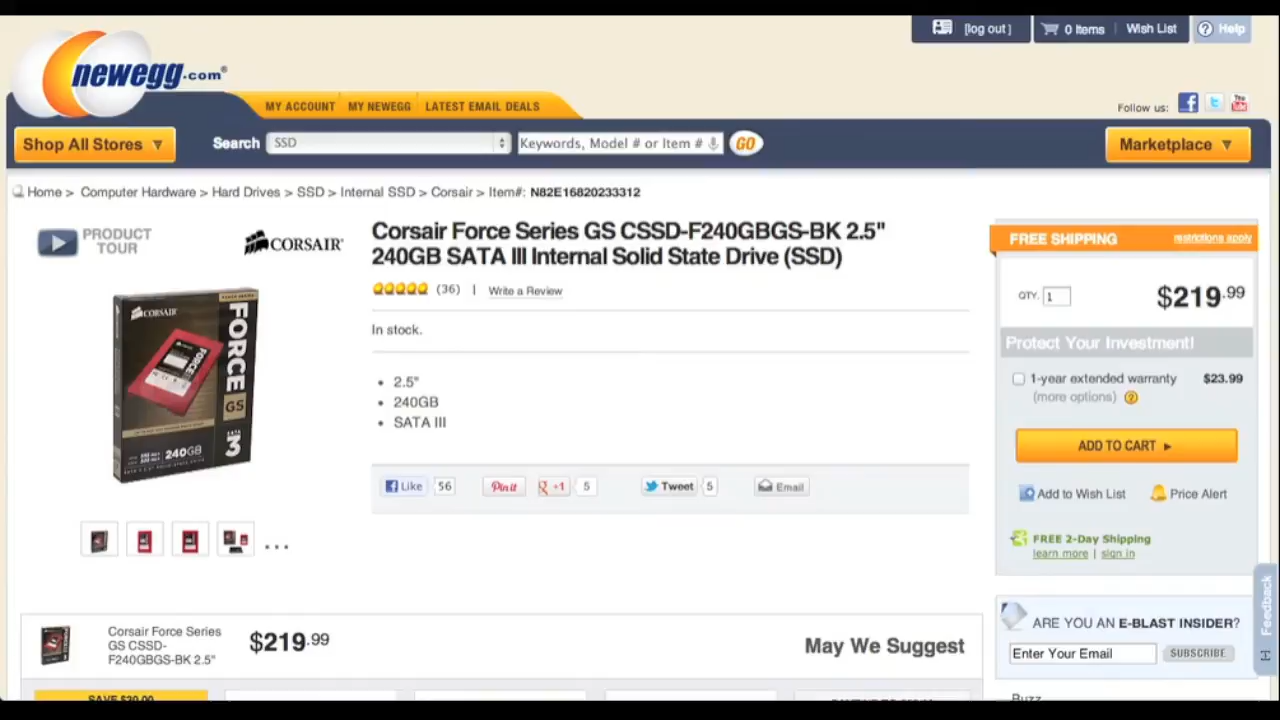 [log out]
0 Items
Wish List
Help
newegg.com®
MY ACCOUNT
MY NEWEGG
LATEST EMAIL DEALS
Follow us:
Shop All Stores ▼
Search
SSD
Keywords, Model # or Item #
GO
Marketplace ▼
Home > Computer Hardware > Hard Drives > SSD > Internal SSD > Corsair > Item#: N82E16820233312
PRODUCT
TOUR
CORSAIR
Corsair Force Series GS CSSD-F240GBGS-BK 2.5"
240GB SATA III Internal Solid State Drive (SSD)
(36) | Write a Review
In stock.
• 2.5"
• 240GB
• SATA III
CORSAIR
FORCE
GS
SATA
3
240GB
FORCE
GS
Like 56
Pin it
+1 5
Tweet 5
Email
...
FREE SHIPPING
restrictions apply
QTY. 1
$219.99
Protect Your Investment!
1-year extended warranty $23.99
(more options)
ADD TO CART ▸
Add to Wish List
Price Alert
FREE 2-Day Shipping
learn more | sign in
Feedback
ARE YOU AN E-BLAST INSIDER?
Enter Your Email
SUBSCRIBE
Corsair Force Series
GS CSSD-
F240GBGS-BK 2.5"
$219.99
May We Suggest